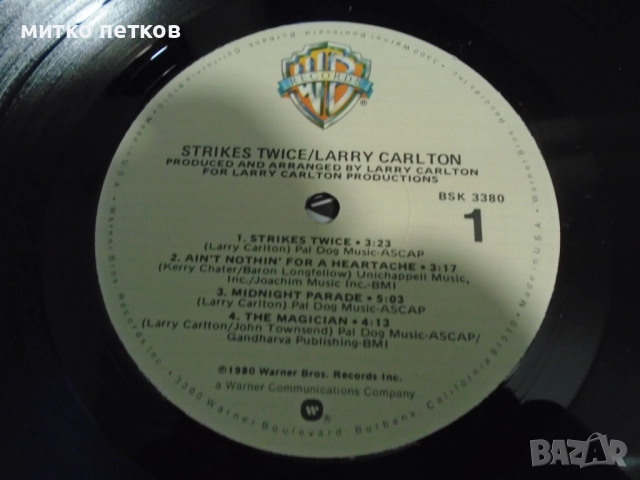 митко петков
WB
RECORDS
STRIKES TWICE/LARRY CARLTON
PRODUCED AND ARRANGED BY LARRY CARLTON
FOR LARRY CARLTON PRODUCTIONS
BSK 3380
1
1. STRIKES TWICE • 3:23
(Larry Carlton) Pal Dog Music-ASCAP
2. AIN'T NOTHIN' FOR A HEARTACHE • 3:17
(Kerry Chater/Baron Longfellow) Unichappell Music,
Inc./Joachim Music Inc.-BMI
3. MIDNIGHT PARADE • 5:03
(Larry Carlton) Pal Dog Music-ASCAP
4. THE MAGICIAN • 4:13
(Larry Carlton/John Townsend) Pal Dog Music-ASCAP/
Gandharva Publishing-BMI
©1980 Warner Bros. Records Inc.
a Warner Communications Company
W®
3300 Warner Boulevard, Burbank, California 91510 • Made in U.S.A.
BAZAR
bg